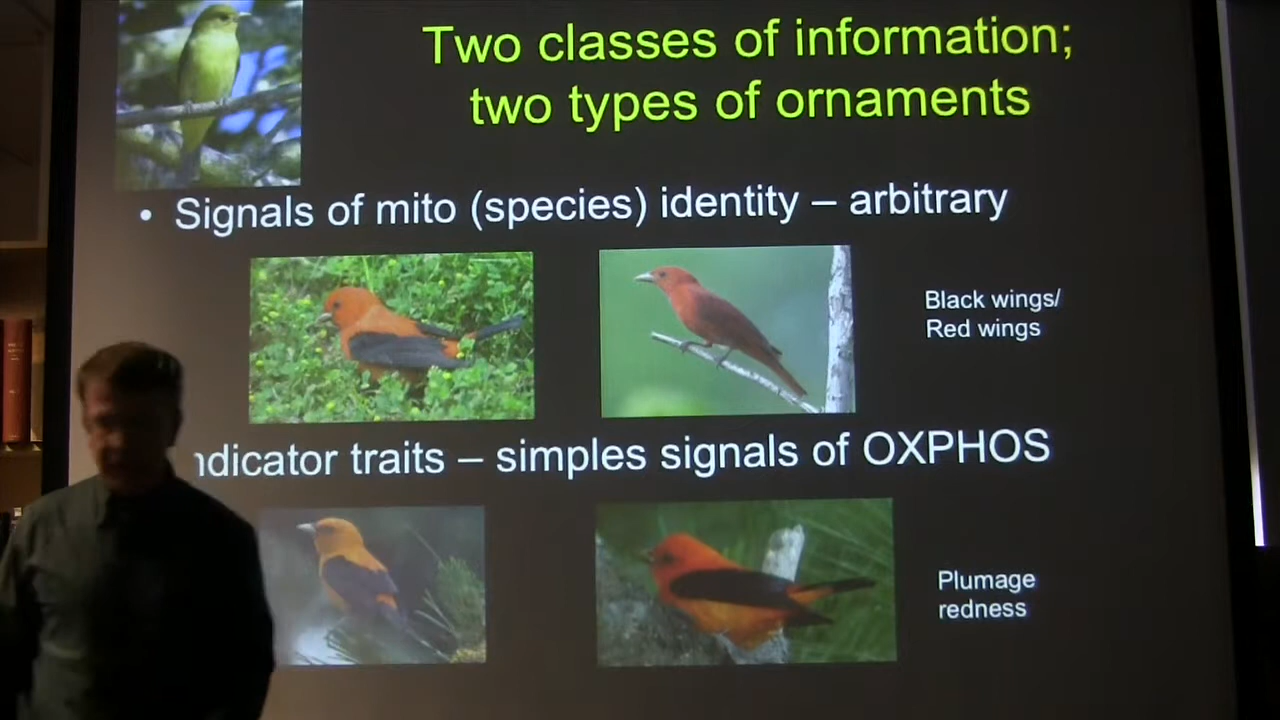 Two classes of information;
two types of ornaments
• Signals of mito (species) identity – arbitrary
Black wings/
Red wings
ndicator traits – simples signals of OXPHOS
Plumage
redness